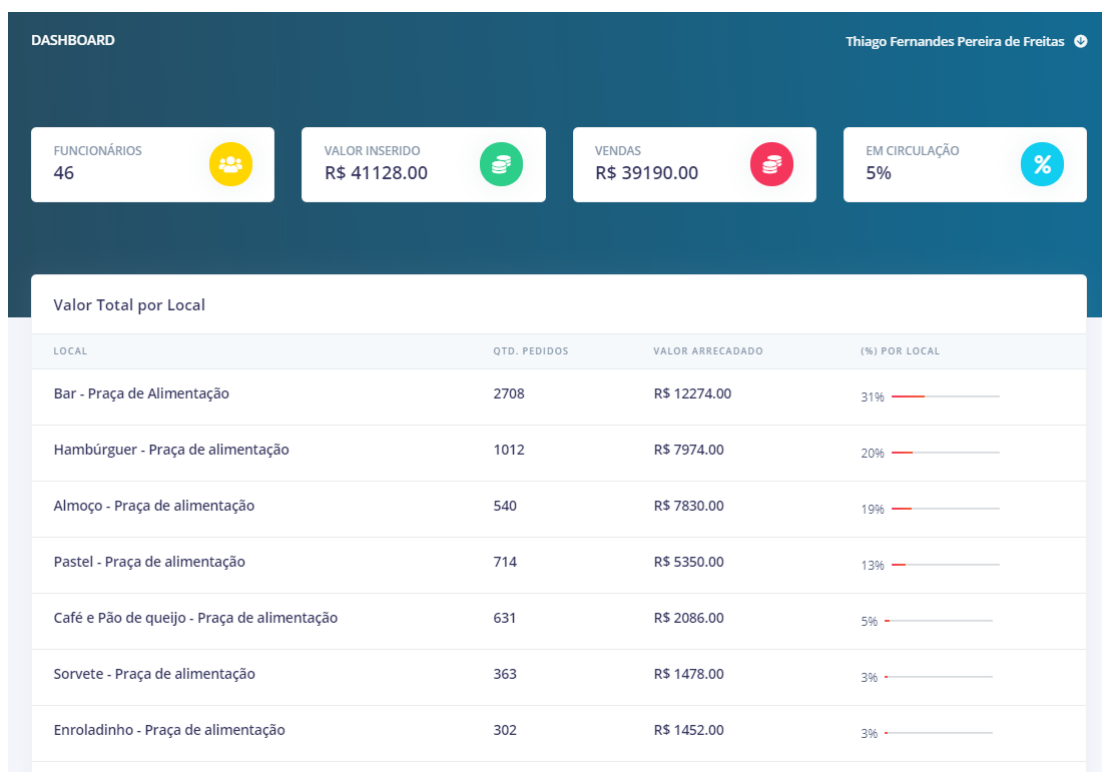 DASHBOARD
Thiago Fernandes Pereira de Freitas
FUNCIONÁRIOS
46
VALOR INSERIDO
R$ 41128.00
VENDAS
R$ 39190.00
EM CIRCULAÇÃO
5%
%
Valor Total por Local
LOCAL QTD. PEDIDOS VALOR ARRECADADO (%) POR LOCAL
Bar - Praça de Alimentação 2708 R$ 12274.00 31%
Hambúrguer - Praça de alimentação 1012 R$ 7974.00 20%
Almoço - Praça de alimentação 540 R$ 7830.00 19%
Pastel - Praça de alimentação 714 R$ 5350.00 13%
Café e Pão de queijo - Praça de alimentação 631 R$ 2086.00 5%
Sorvete - Praça de alimentação 363 R$ 1478.00 3%
Enroladinho - Praça de alimentação 302 R$ 1452.00 3%